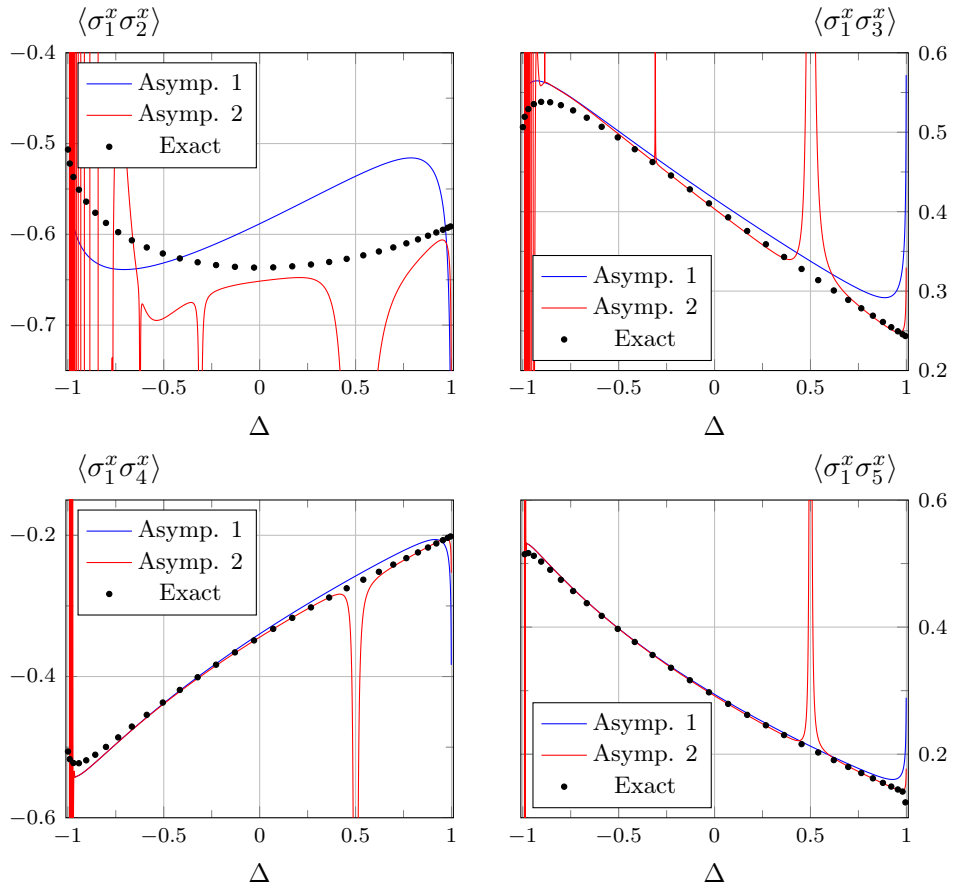 ⟨σ₁ˣσ₂ˣ⟩
−0.4
−0.5
−0.6
−0.7
Asymp. 1
Asymp. 2
Exact
−1 −0.5 0 0.5 1
Δ
⟨σ₁ˣσ₃ˣ⟩
0.6
0.5
0.4
0.3
0.2
Asymp. 1
Asymp. 2
Exact
−1 −0.5 0 0.5 1
Δ
⟨σ₁ˣσ₄ˣ⟩
−0.2
−0.4
−0.6
Asymp. 1
Asymp. 2
Exact
−1 −0.5 0 0.5 1
Δ
⟨σ₁ˣσ₅ˣ⟩
0.6
0.4
0.2
Asymp. 1
Asymp. 2
Exact
−1 −0.5 0 0.5 1
Δ